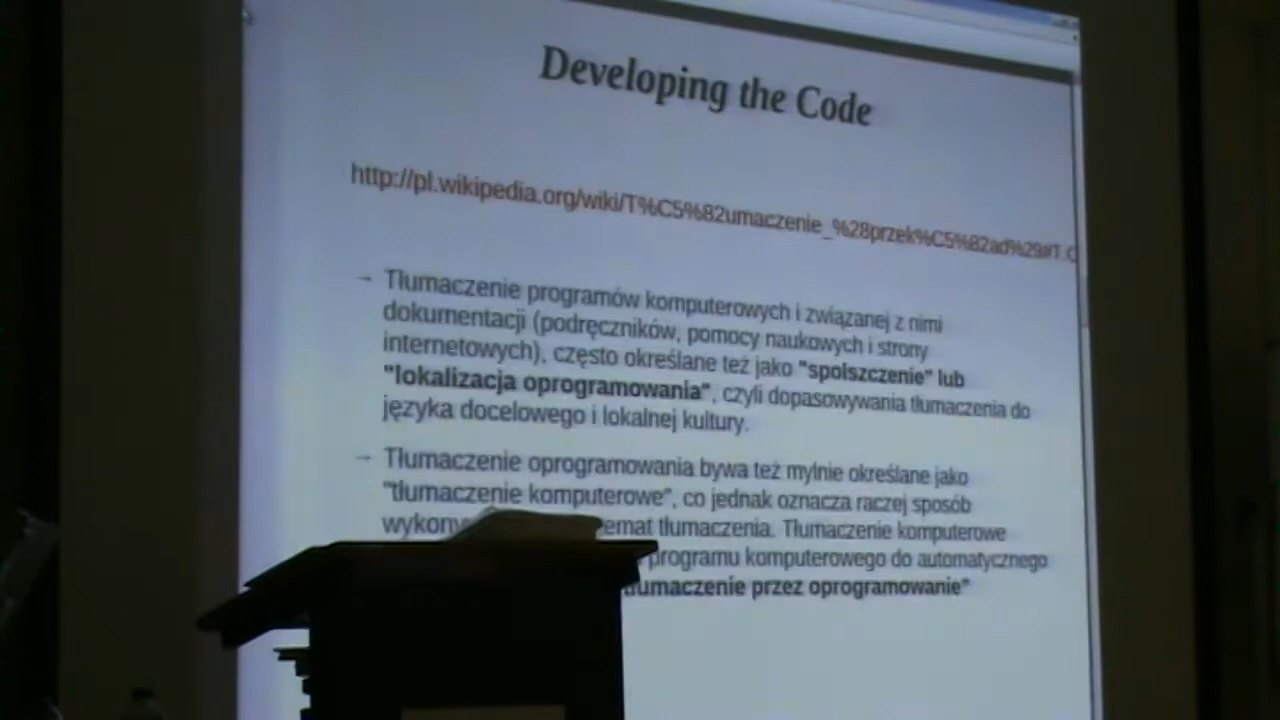 Developing the Code
http://pl.wikipedia.org/wiki/T%C5%82umaczenie_%28przek%C5%82ad%29#T.C
→ Tłumaczenie programów komputerowych i związanej z nimi
dokumentacji (podręczników, pomocy naukowych i strony
internetowych), często określane też jako "spolszczenie" lub
"lokalizacja oprogramowania", czyli dopasowywania tłumaczenia do
języka docelowego i lokalnej kultury.
→ Tłumaczenie oprogramowania bywa też mylnie określane jako
"tłumaczenie komputerowe", co jednak oznacza raczej sposób
tłumaczenia. Tłumaczenie komputerowe
programu komputerowego do automatycznego
tłumaczenie przez oprogramowanie"